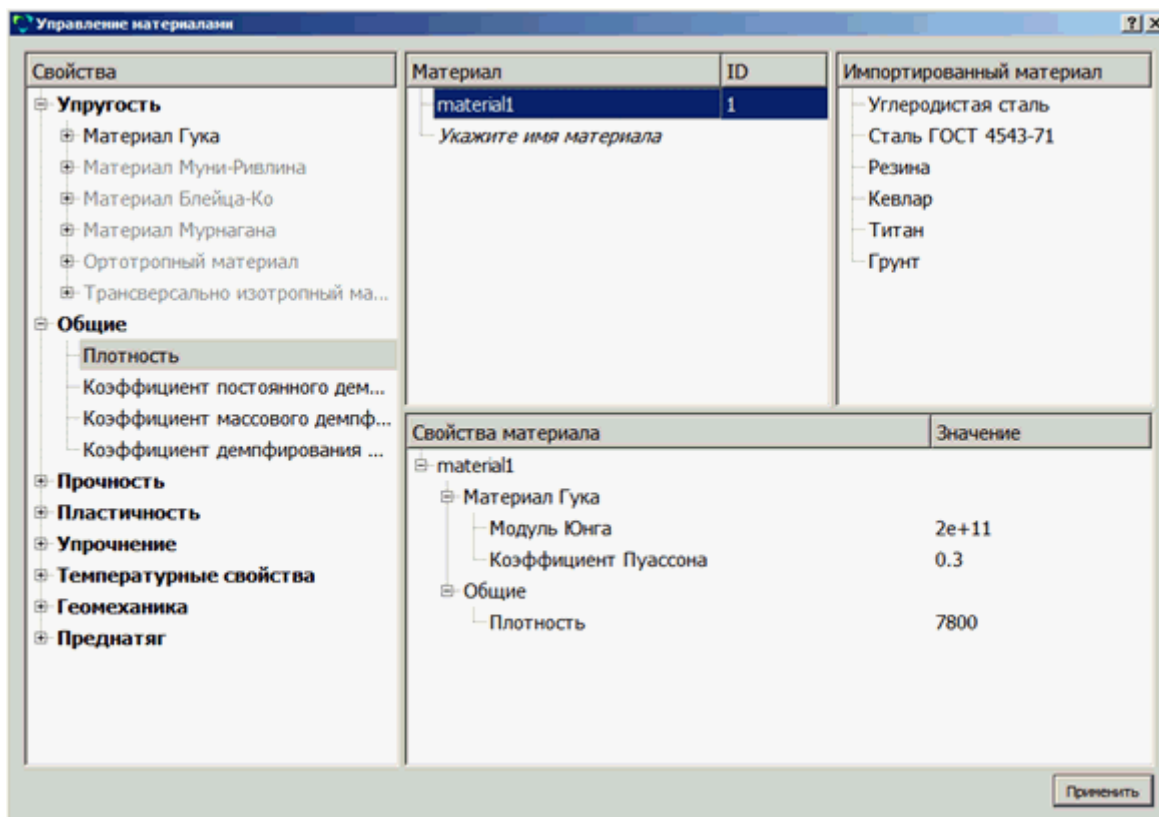 Управление материалами
Свойства
Упругость
Материал Гука
Материал Муни-Ривлина
Материал Блейца-Ко
Материал Мурнагана
Ортотропный материал
Трансверсально изотропный ма...
Общие
Плотность
Коэффициент постоянного дем...
Коэффициент массового демпф...
Коэффициент демпфирования ...
Прочность
Пластичность
Упрочнение
Температурные свойства
Геомеханика
Преднатяг
Материал ID
material1 1
Укажите имя материала
Импортированный материал
Углеродистая сталь
Сталь ГОСТ 4543-71
Резина
Кевлар
Титан
Грунт
Свойства материала Значение
material1
Материал Гука
Модуль Юнга 2e+11
Коэффициент Пуассона 0.3
Общие
Плотность 7800
Применить